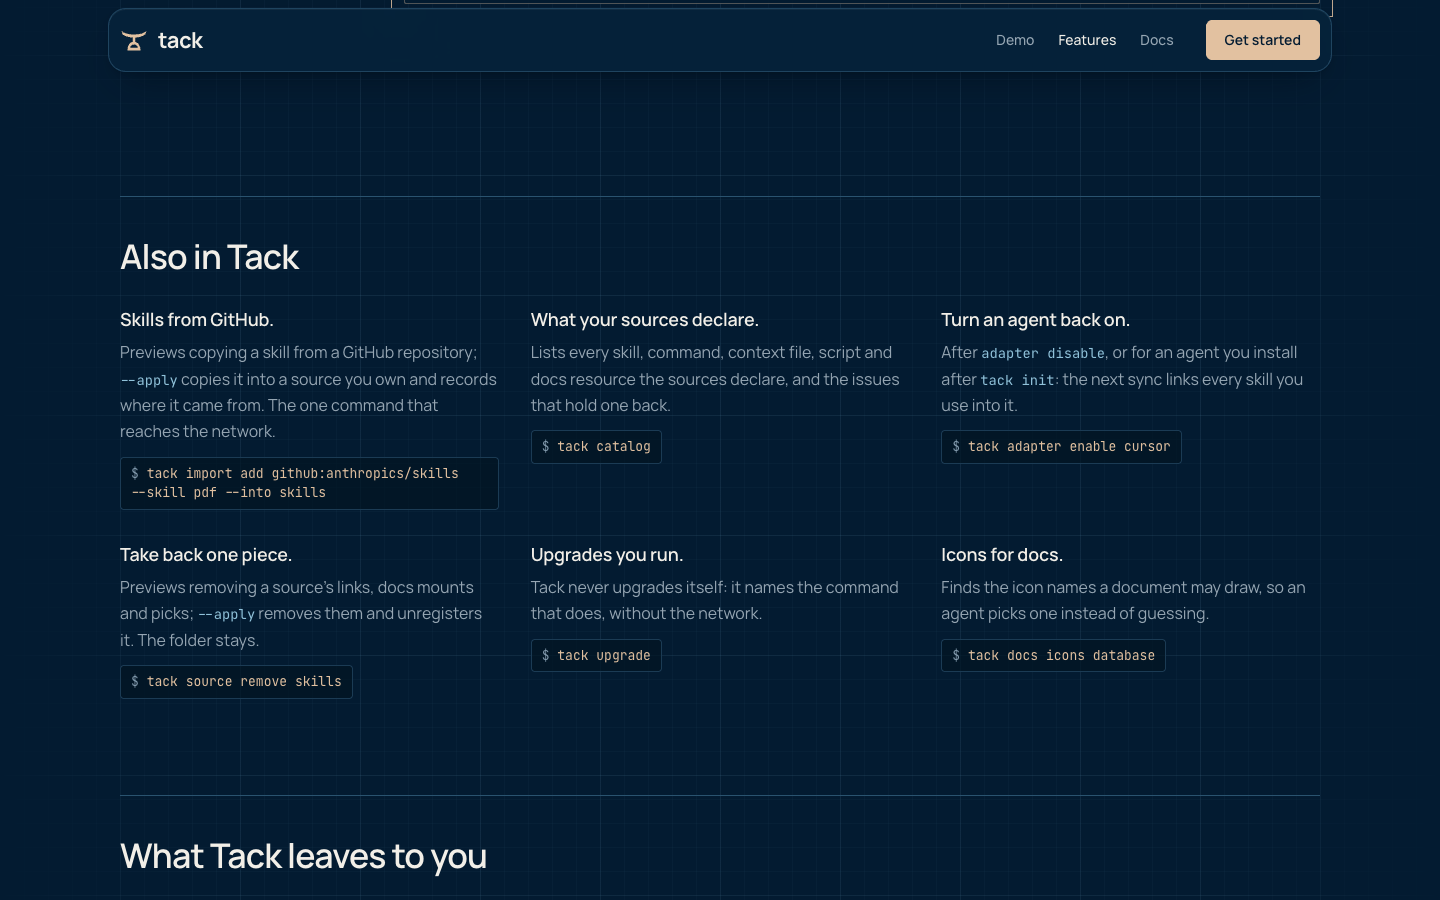 tack
Demo
Features
Docs
Get started
Also in Tack
Skills from GitHub.
Previews copying a skill from a GitHub repository;
--apply copies it into a source you own and records
where it came from. The one command that
reaches the network.
$ tack import add github:anthropics/skills
--skill pdf --into skills
What your sources declare.
Lists every skill, command, context file, script and
docs resource the sources declare, and the issues
that hold one back.
$ tack catalog
Turn an agent back on.
After adapter disable, or for an agent you install
after tack init: the next sync links every skill you
use into it.
$ tack adapter enable cursor
Take back one piece.
Previews removing a source’s links, docs mounts
and picks; --apply removes them and unregisters
it. The folder stays.
$ tack source remove skills
Upgrades you run.
Tack never upgrades itself: it names the command
that does, without the network.
$ tack upgrade
Icons for docs.
Finds the icon names a document may draw, so an
agent picks one instead of guessing.
$ tack docs icons database
What Tack leaves to you